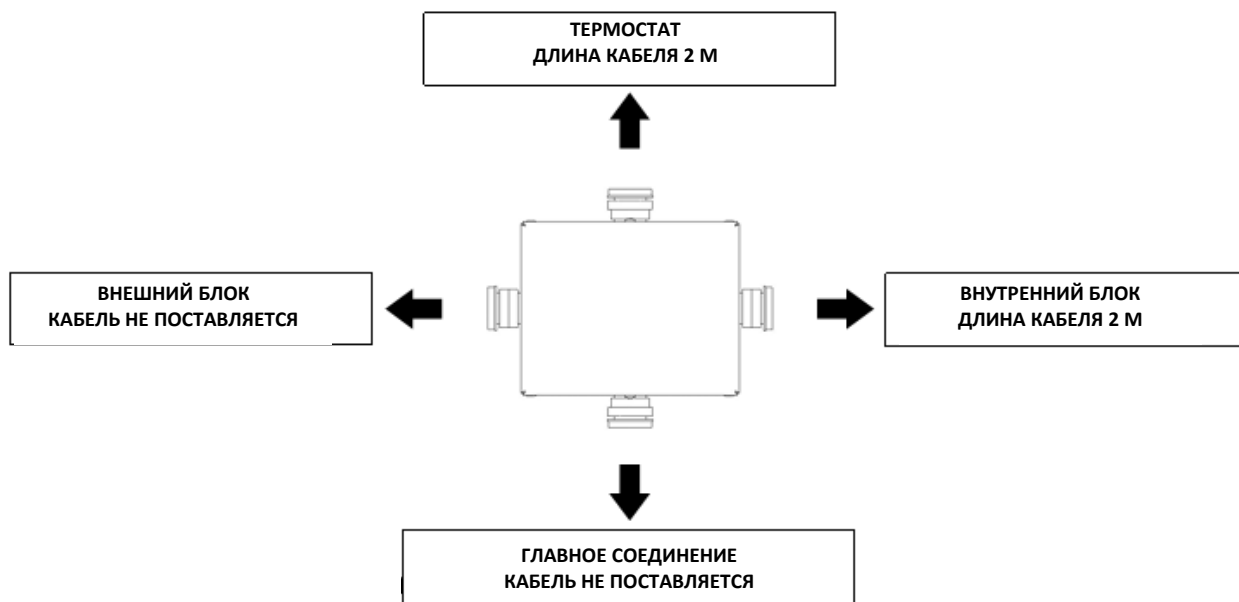 ТЕРМОСТАТ
ДЛИНА КАБЕЛЯ 2 М
ВНЕШНИЙ БЛОК
КАБЕЛЬ НЕ ПОСТАВЛЯЕТСЯ
ВНУТРЕННИЙ БЛОК
ДЛИНА КАБЕЛЯ 2 М
ГЛАВНОЕ СОЕДИНЕНИЕ
КАБЕЛЬ НЕ ПОСТАВЛЯЕТСЯ